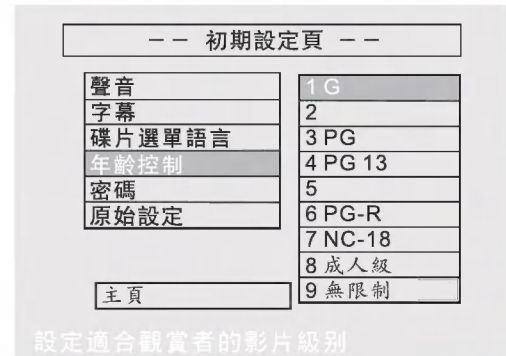 －－ 初期設定頁 －－
聲音
字幕
碟片選單語言
年齡控制
密碼
原始設定
主頁
1 G
2
3 PG
4 PG 13
5
6 PG-R
7 NC-18
8 成人級
9 無限制
設定適合觀賞者的影片級別